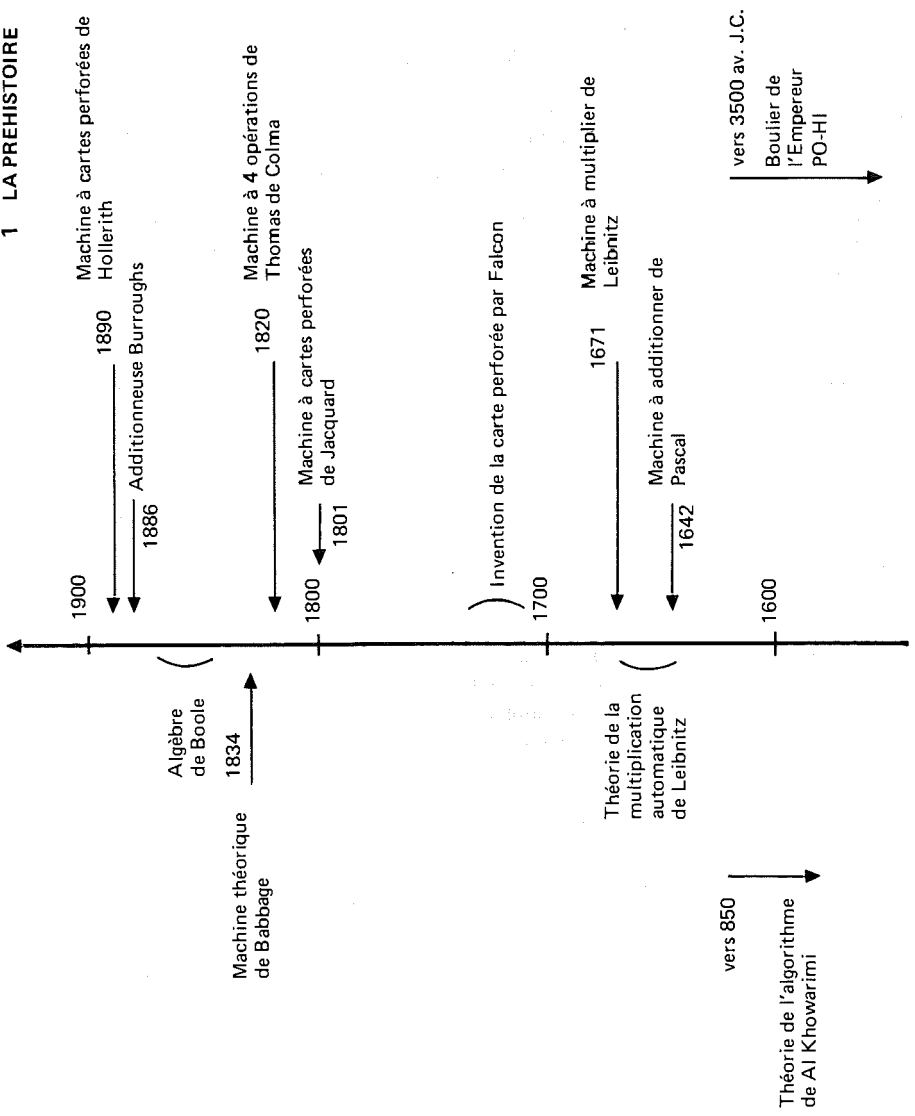 1 LA PREHISTOIRE
1900
1890
Machine à cartes perforées de
Hollerith
1886
Additionneuse Burroughs
Algèbre
de Boole
1834
Machine théorique
de Babbage
1820
Machine à 4 opérations de
Thomas de Colma
1800
1801
Machine à cartes perforées
de Jacquard
Invention de la carte perforée par Falcon
1700
1671
Machine à multiplier de
Leibnitz
Théorie de la
multiplication
automatique
de Leibnitz
1642
Machine à additionner de
Pascal
1600
vers 850
Théorie de l'algorithme
de Al Khowarimi
vers 3500 av. J.C.
Boulier de
l'Empereur
PO-HI